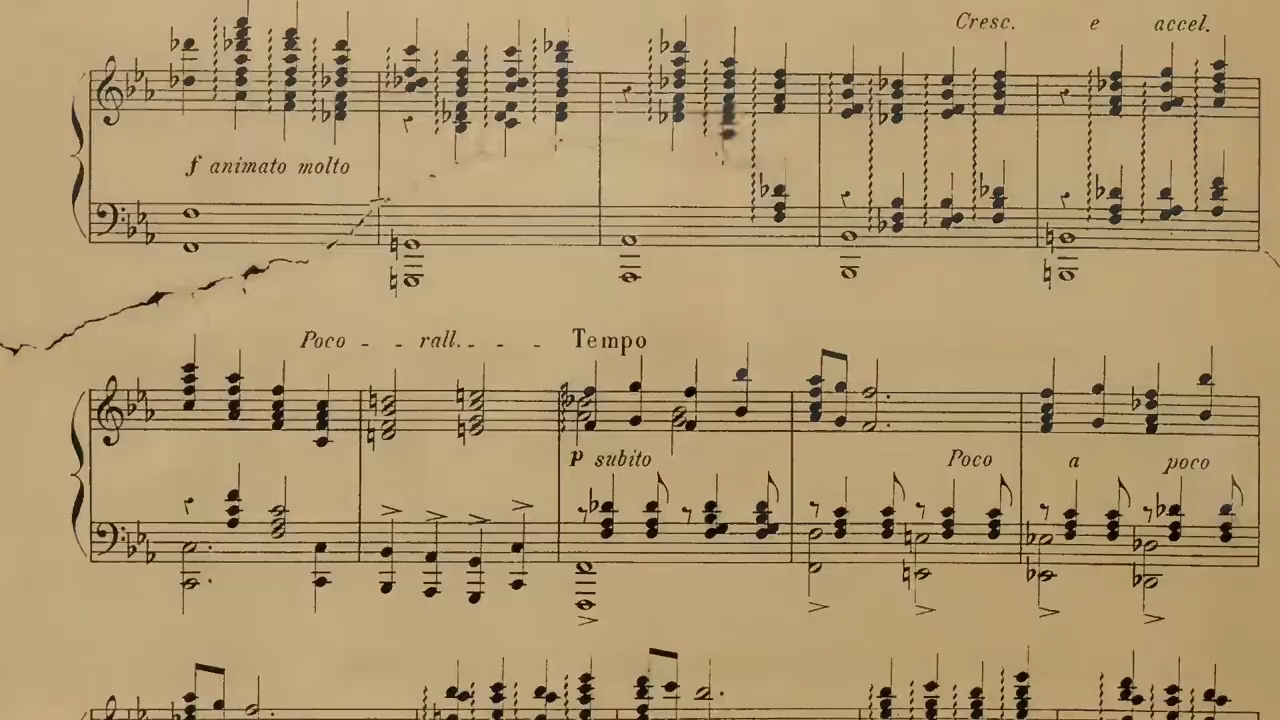 Cresc. e accel.
f animato molto
Poco - - rall. - - - Tempo
p subito Poco a poco